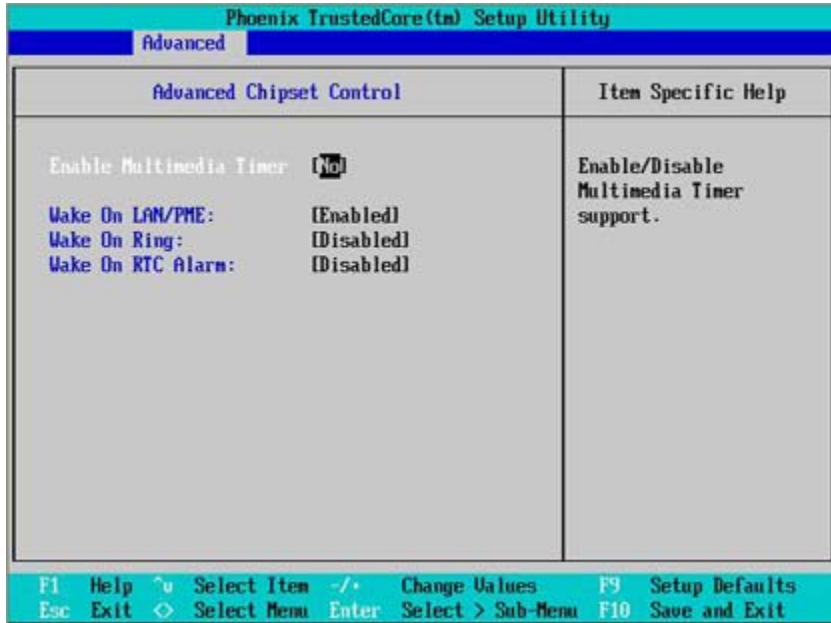 Phoenix TrustedCore(tm) Setup Utility
Advanced
Advanced Chipset Control
Item Specific Help
Enable Multimedia Timer [No]
Wake On LAN/PME: [Enabled]
Wake On Ring: [Disabled]
Wake On RTC Alarm: [Disabled]
Enable/Disable
Multimedia Timer
support.
F1 Help ^v Select Item -/+ Change Values F9 Setup Defaults
Esc Exit <> Select Menu Enter Select > Sub-Menu F10 Save and Exit